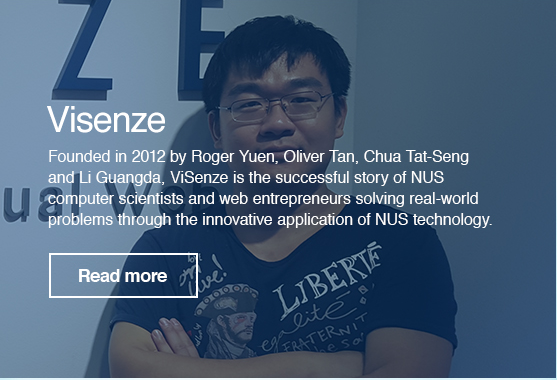 Z E
Visenze
Founded in 2012 by Roger Yuen, Oliver Tan, Chua Tat-Seng
and Li Guangda, ViSenze is the successful story of NUS
ual Web
computer scientists and web entrepreneurs solving real-world
problems through the innovative application of NUS technology.
Read more
LIBERTÉ
égalité
FRATERNIT